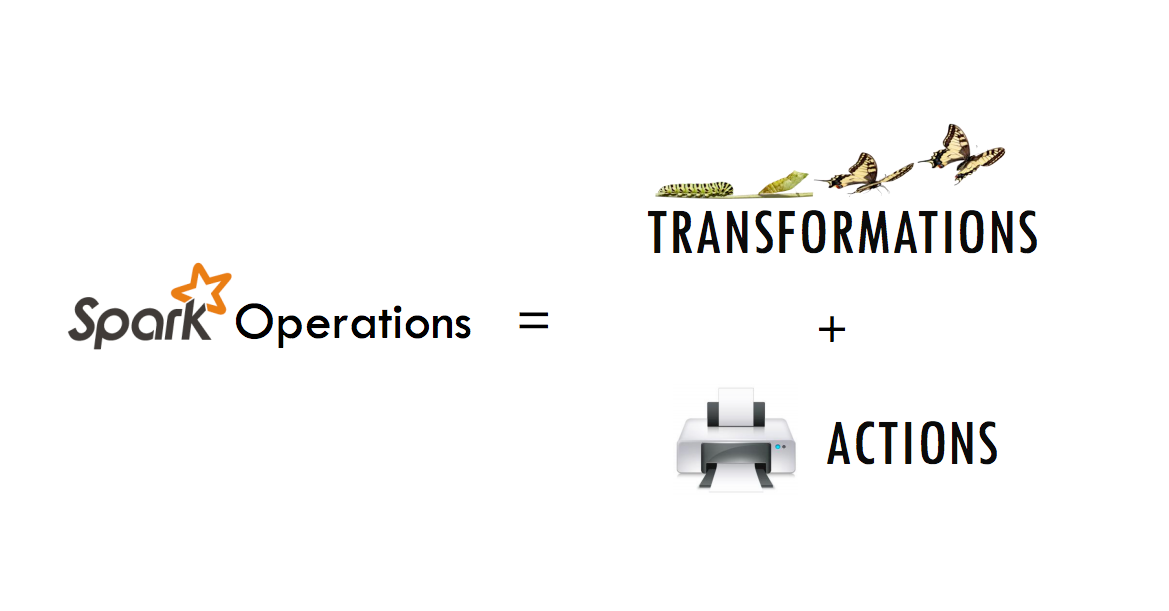 TRANSFORMATIONS
Spark Operations =
+
ACTIONS